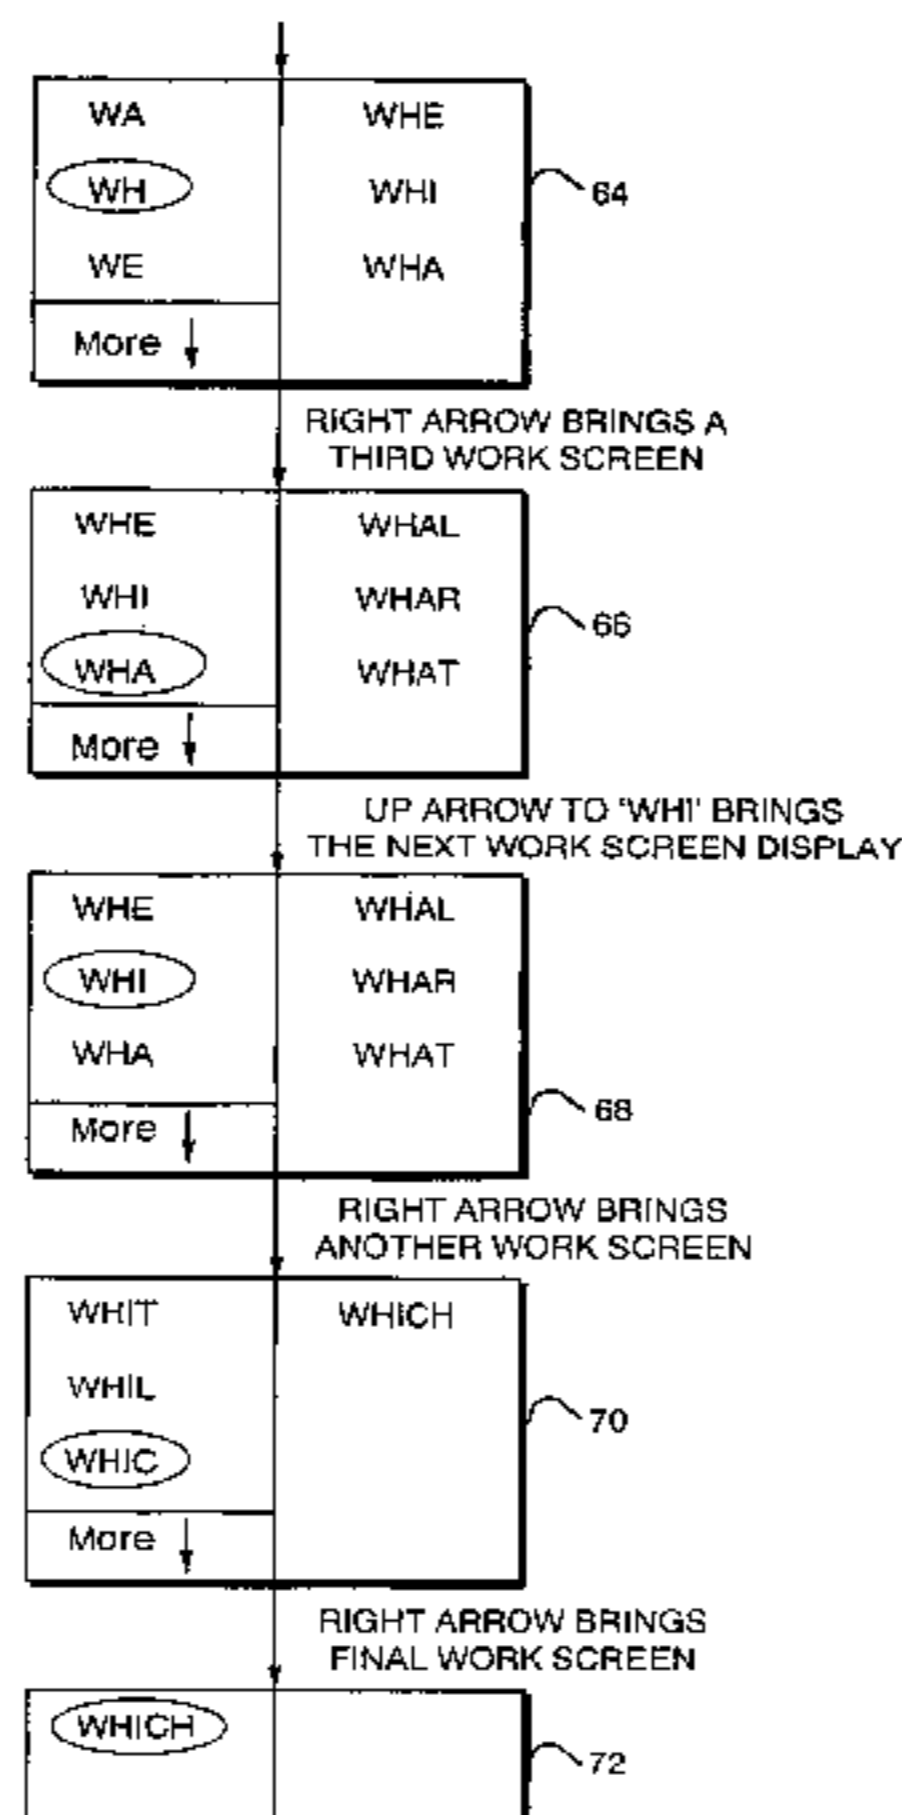 WA WHE
WH WHI 64
WE WHA
More
RIGHT ARROW BRINGS A
THIRD WORK SCREEN
WHE WHAL
WHI WHAR 66
WHA WHAT
More
UP ARROW TO 'WHI' BRINGS
THE NEXT WORK SCREEN DISPLAY
WHE WHAL
WHI WHAR
WHA WHAT
68
More
RIGHT ARROW BRINGS
ANOTHER WORK SCREEN
WHIT WHICH
WHIL
70
WHIC
More
RIGHT ARROW BRINGS
FINAL WORK SCREEN
WHICH
72